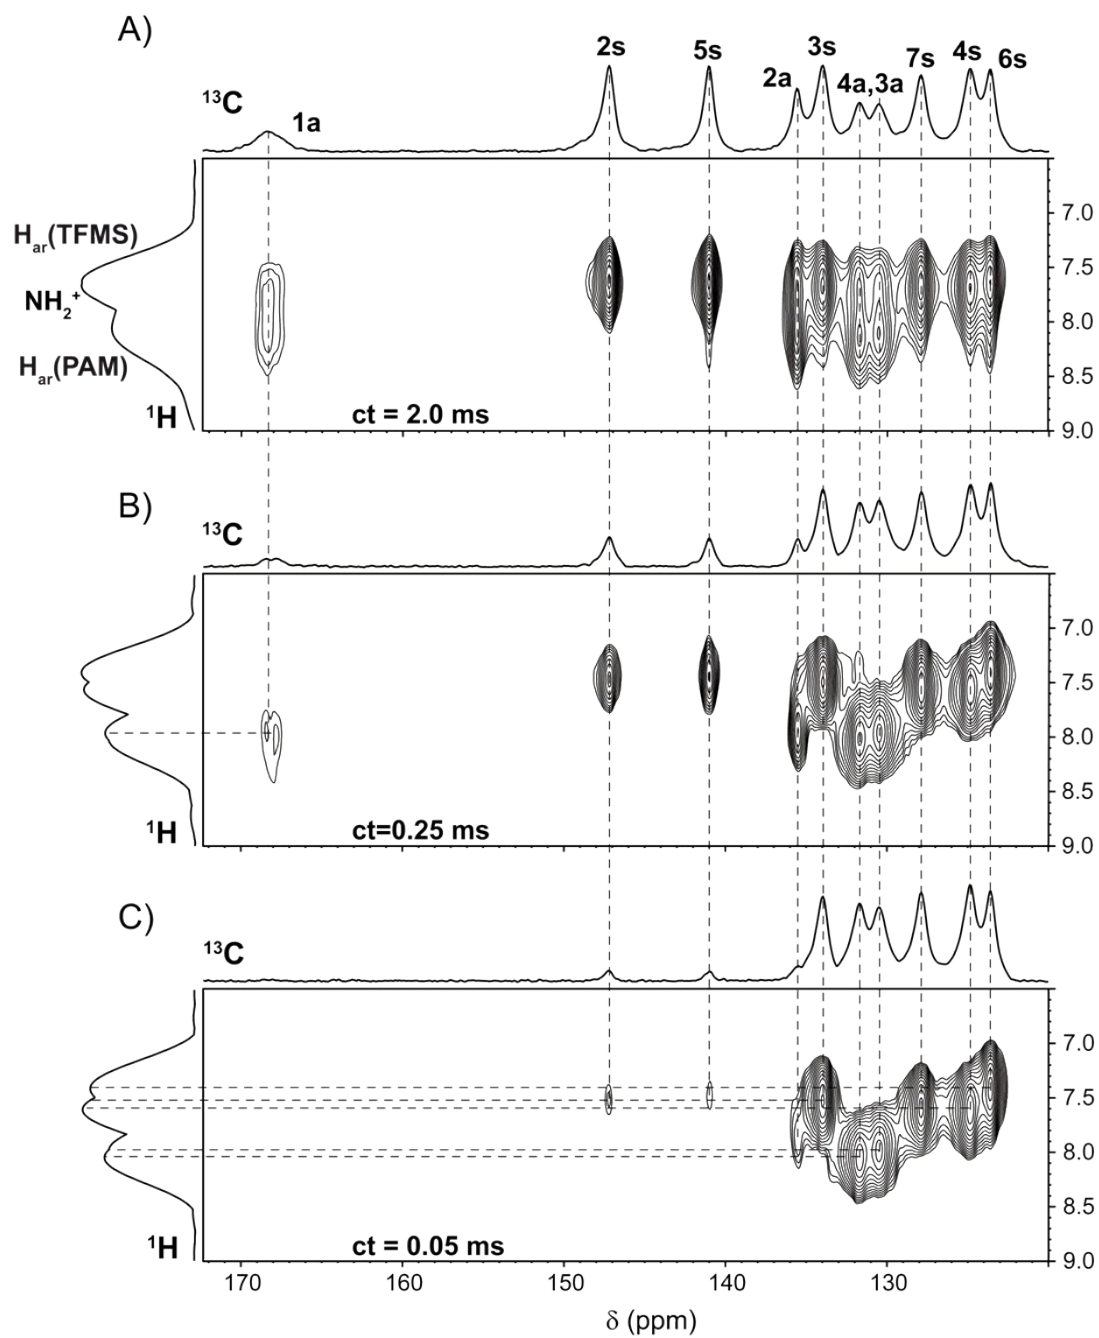 A)
2s
5s
3s
7s
4s
6s
2a
4a,3a
¹³C
1a
7.0
H_ar(TFMS)
7.5
NH₂⁺
8.0
H_ar(PAM)
8.5
¹H
ct = 2.0 ms
9.0
B)
¹³C
7.0
7.5
8.0
8.5
¹H
ct=0.25 ms
9.0
C)
¹³C
7.0
7.5
8.0
8.5
¹H
ct = 0.05 ms
9.0
170 160 150 140 130
δ (ppm)